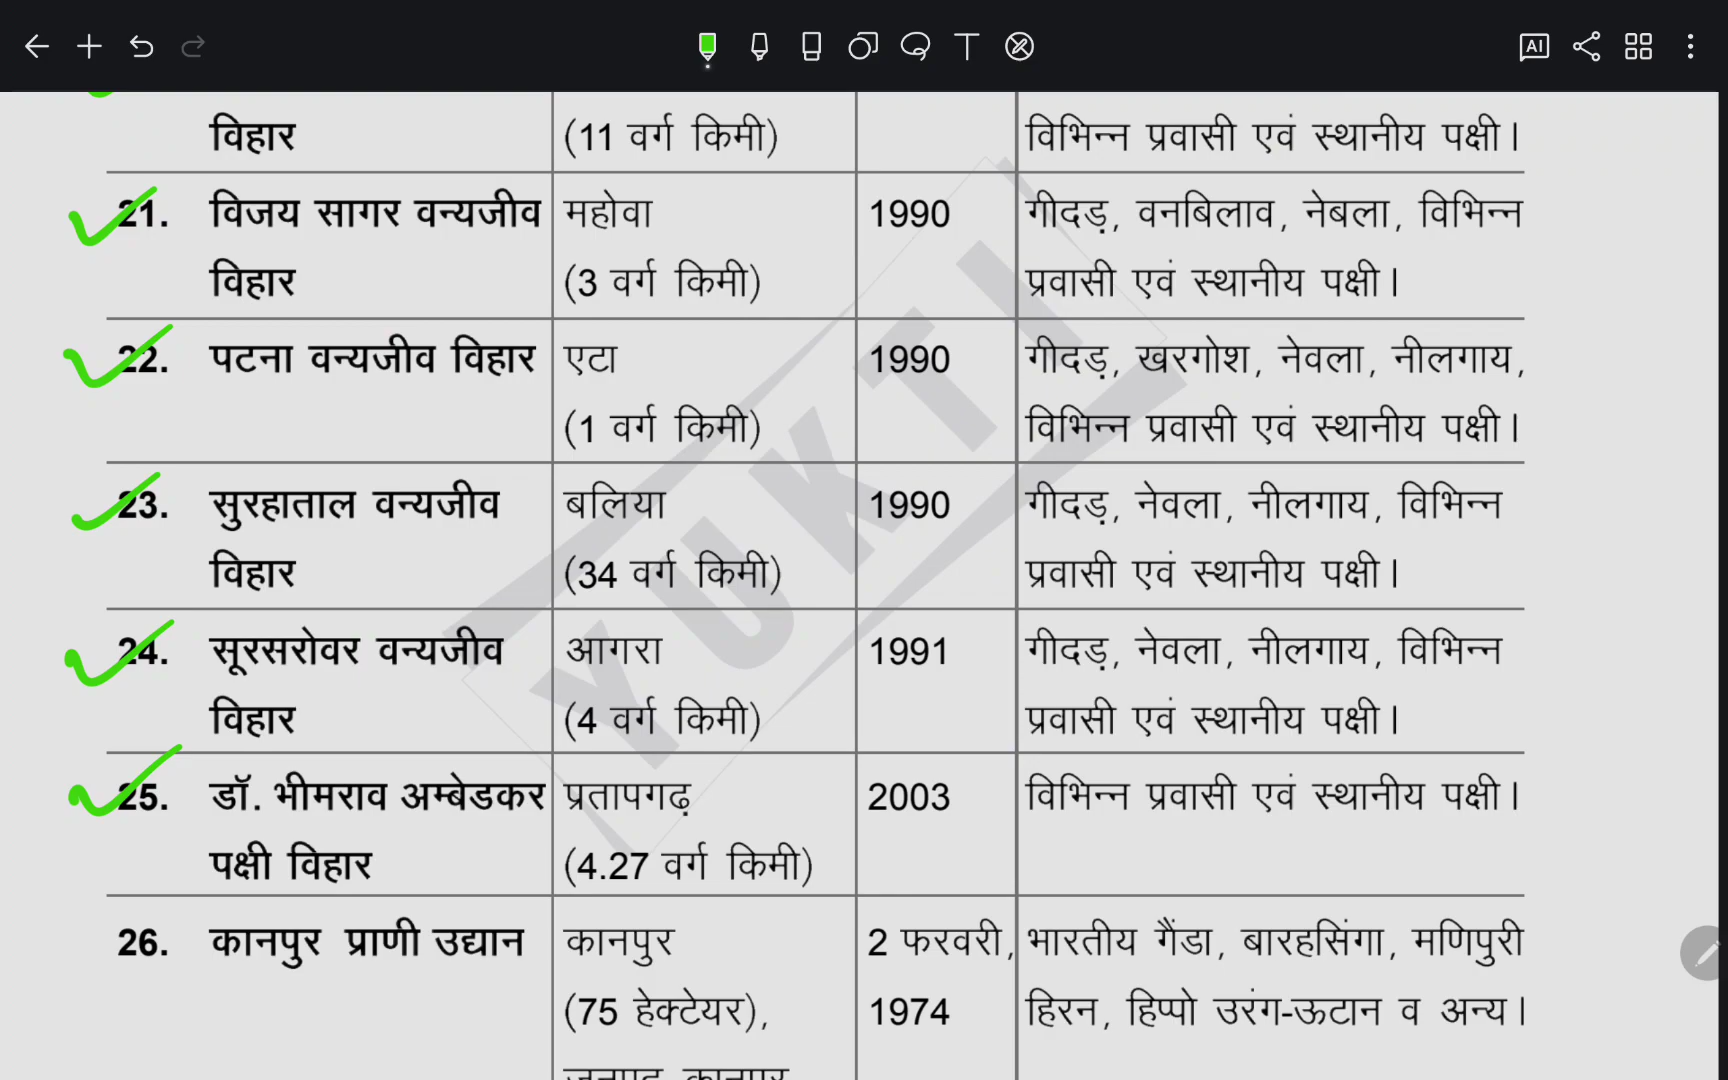 AI
विहार (11 वर्ग किमी) विभिन्न प्रवासी एवं स्थानीय पक्षी।
21. विजय सागर वन्यजीव महोवा 1990 गीदड़, वनबिलाव, नेबला, विभिन्न
विहार (3 वर्ग किमी) प्रवासी एवं स्थानीय पक्षी।
22. पटना वन्यजीव विहार एटा 1990 गीदड़, खरगोश, नेवला, नीलगाय,
(1 वर्ग किमी) विभिन्न प्रवासी एवं स्थानीय पक्षी।
23. सुरहाताल वन्यजीव बलिया 1990 गीदड़, नेवला, नीलगाय, विभिन्न
विहार (34 वर्ग किमी) प्रवासी एवं स्थानीय पक्षी।
24. सूरसरोवर वन्यजीव आगरा 1991 गीदड़, नेवला, नीलगाय, विभिन्न
विहार (4 वर्ग किमी) प्रवासी एवं स्थानीय पक्षी।
25. डॉ. भीमराव अम्बेडकर प्रतापगढ़ 2003 विभिन्न प्रवासी एवं स्थानीय पक्षी।
पक्षी विहार (4.27 वर्ग किमी)
26. कानपुर प्राणी उद्यान कानपुर 2 फरवरी, भारतीय गैंडा, बारहसिंगा, मणिपुरी
(75 हेक्टेयर), 1974 हिरन, हिप्पो उरंग-ऊटान व अन्य।
YUKTI